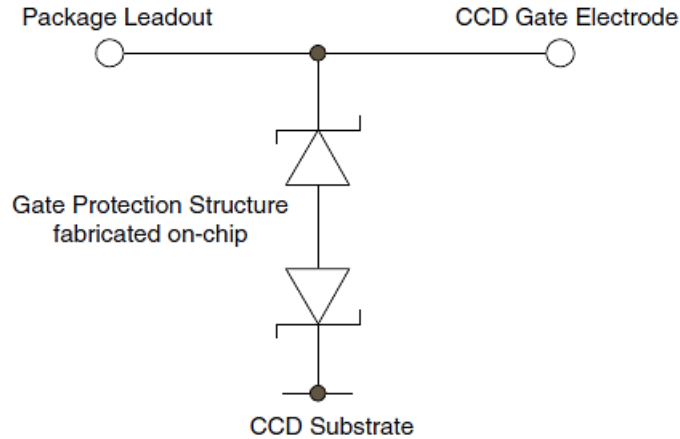 Package Leadout
CCD Gate Electrode
Gate Protection Structure
fabricated on-chip
CCD Substrate